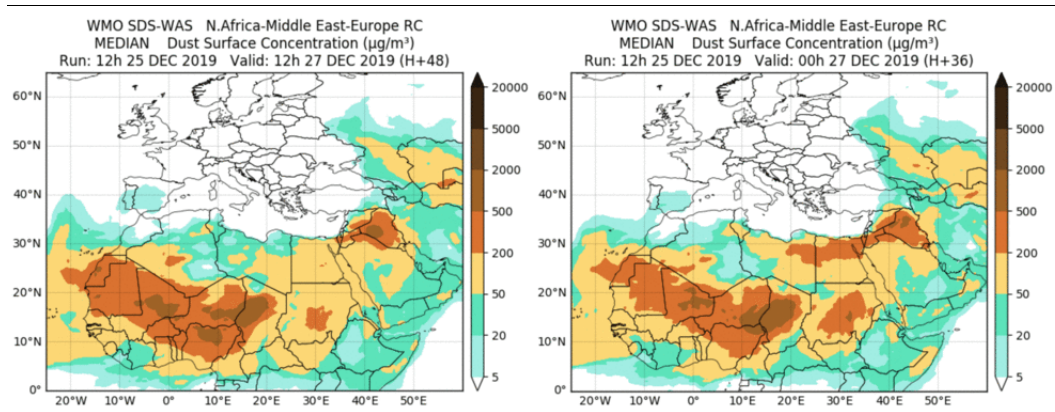 WMO SDS-WAS N.Africa-Middle East-Europe RC
MEDIAN Dust Surface Concentration (µg/m³)
Run: 12h 25 DEC 2019 Valid: 12h 27 DEC 2019 (H+48)
60°N
50°N
40°N
30°N
20°N
10°N
0°
20°W
10°W
0°E
10°E
20°E
30°E
40°E
50°E
20000
5000
2000
500
200
50
20
5
WMO SDS-WAS N.Africa-Middle East-Europe RC
MEDIAN Dust Surface Concentration (µg/m³)
Run: 12h 25 DEC 2019 Valid: 00h 27 DEC 2019 (H+36)
60°N
50°N
40°N
30°N
20°N
10°N
0°
20°W
10°W
0°E
10°E
20°E
30°E
40°E
50°E
20000
5000
2000
500
200
50
20
5